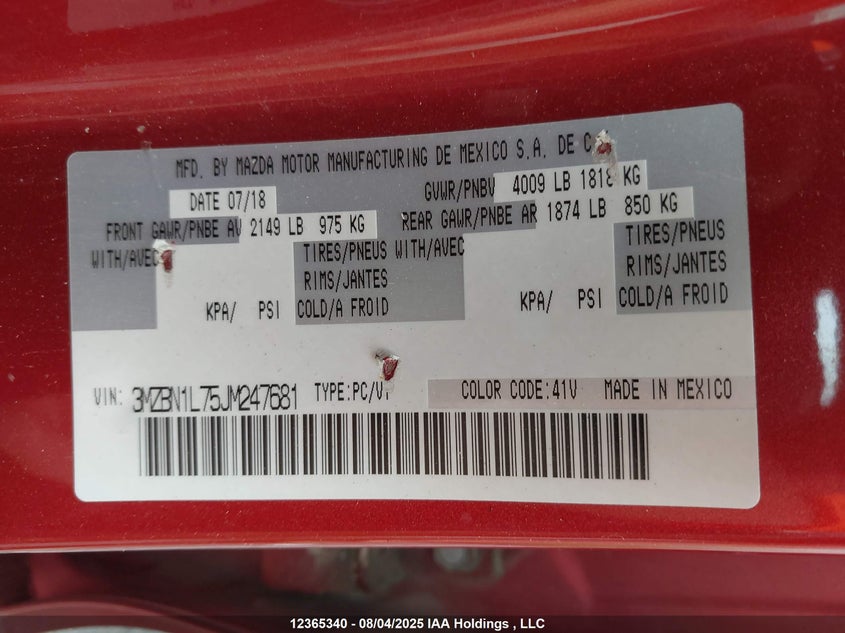 MFD. BY MAZDA MOTOR MANUFACTURING DE MEXICO S.A. DE C
DATE 07/18 GVWR/PNBV 4009 LB 1818 KG
FRONT GAWR/PNBE AV 2149 LB 975 KG REAR GAWR/PNBE AR 1874 LB 850 KG
WITH/AVEC TIRES/PNEUS WITH/AVEC TIRES/PNEUS
RIMS/JANTES RIMS/JANTES
KPA/ PSI COLD/A FROID KPA/ PSI COLD/A FROID
VIN: 3MZBN1L75JM247681 TYPE:PC/V. COLOR CODE:41V MADE IN MEXICO
12365340 - 08/04/2025 IAA Holdings , LLC